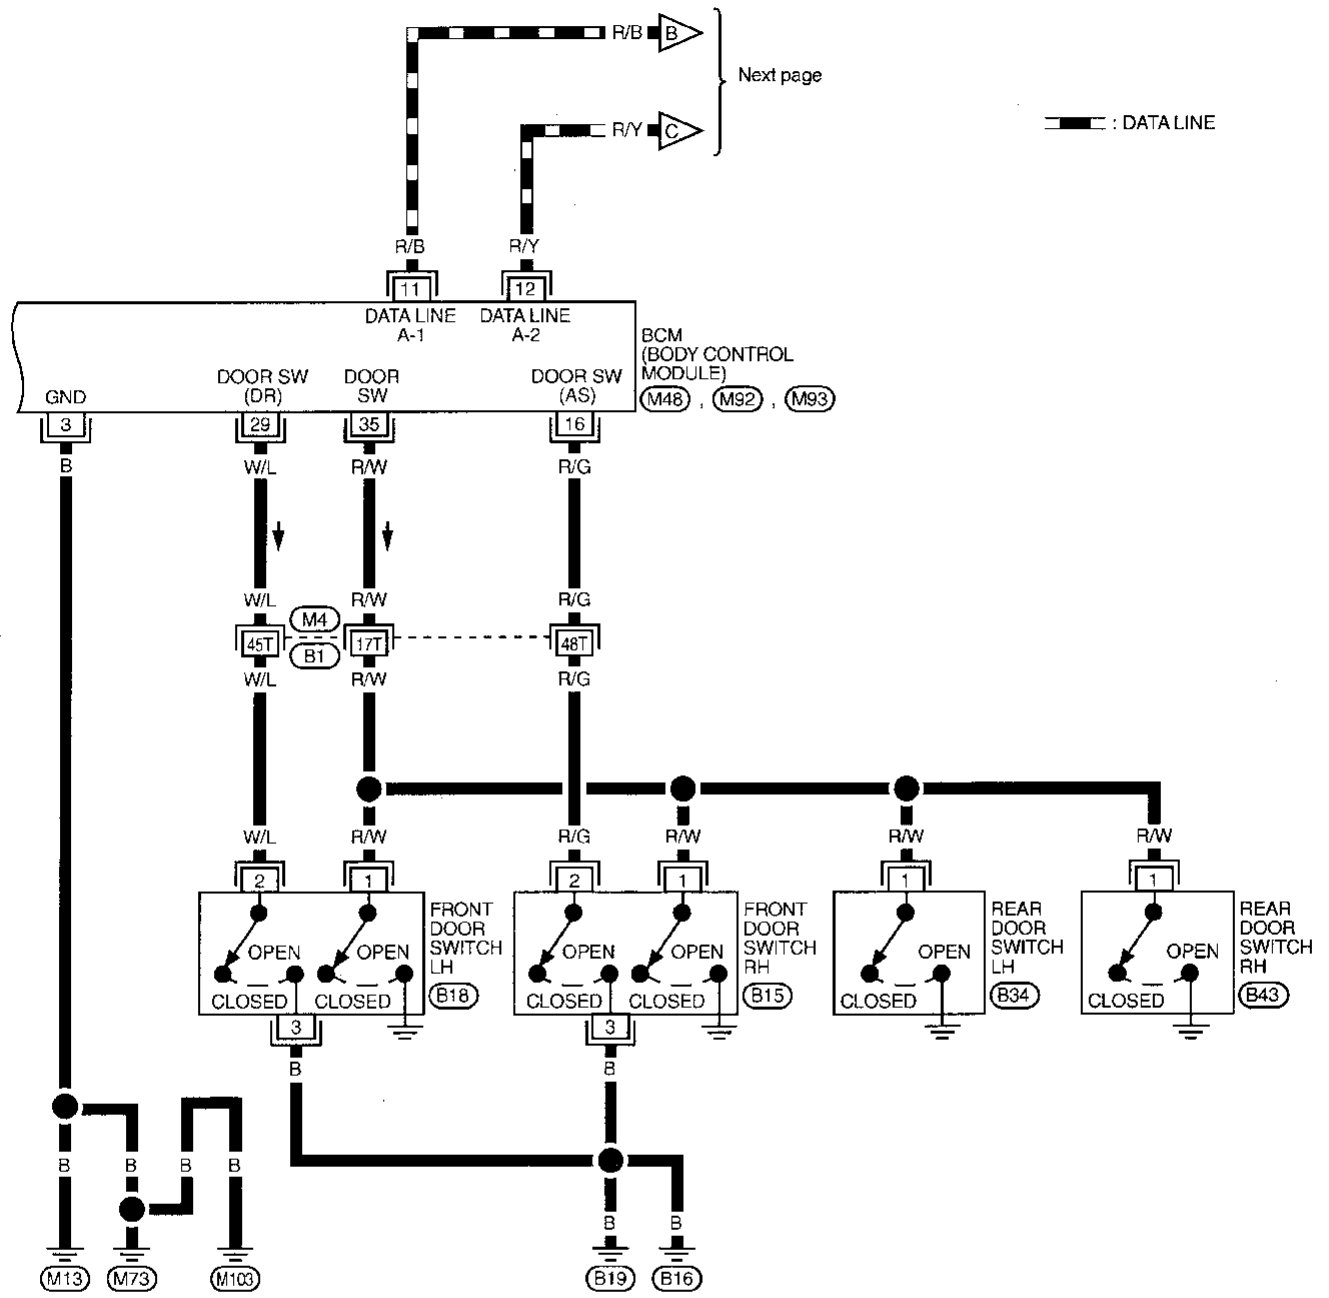 R/B B
Next page
R/Y C
: DATA LINE
R/B R/Y
11 12
DATA LINE A-1
DATA LINE A-2
BCM
(BODY CONTROL
MODULE)
M48 , M92 , M93
GND
DOOR SW
(DR)
DOOR
SW
DOOR SW
(AS)
3 29 35 16
B W/L R/W R/G
W/L R/W R/G
M4
45T 17T 48T
B1
W/L R/W R/G
W/L R/W R/G R/W R/W R/W
2 1 2 1 1 1
FRONT
DOOR
SWITCH
LH
B18
FRONT
DOOR
SWITCH
RH
B15
REAR
DOOR
SWITCH
LH
B34
REAR
DOOR
SWITCH
RH
B43
OPEN OPEN OPEN OPEN OPEN OPEN
CLOSED CLOSED CLOSED CLOSED CLOSED CLOSED
3 3
B B
B B B B
B B
M13 M73 M103 B19 B16